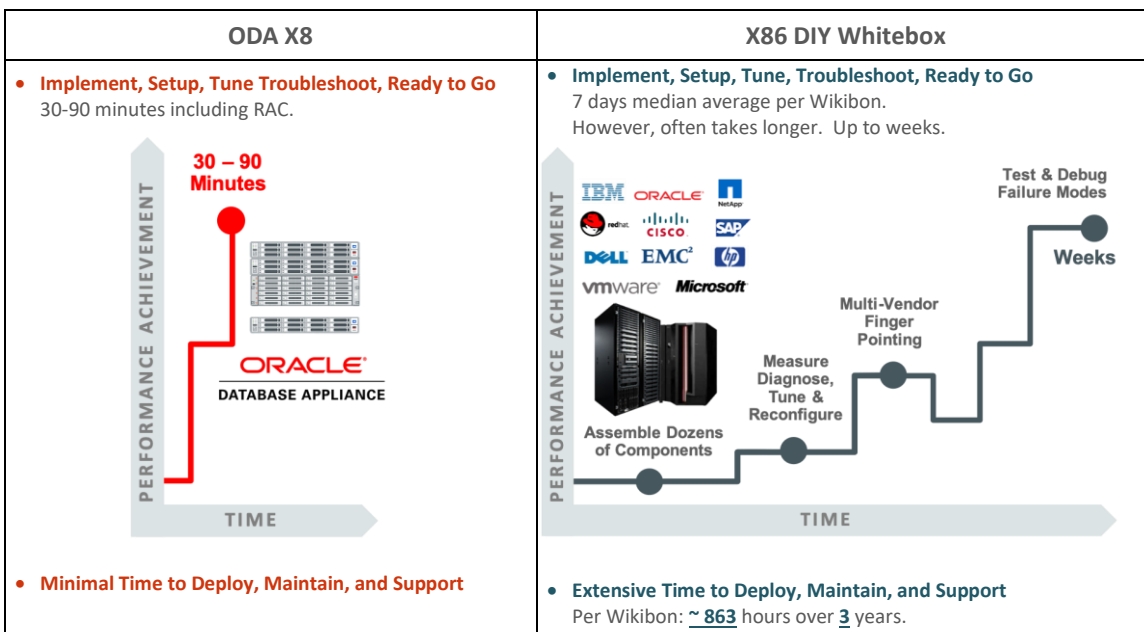 ODA X8
X86 DIY Whitebox
• Implement, Setup, Tune Troubleshoot, Ready to Go
30-90 minutes including RAC.
PERFORMANCE ACHIEVEMENT
30 – 90
Minutes
ORACLE
DATABASE APPLIANCE
TIME
• Minimal Time to Deploy, Maintain, and Support
• Implement, Setup, Tune, Troubleshoot, Ready to Go
7 days median average per Wikibon.
However, often takes longer. Up to weeks.
PERFORMANCE ACHIEVEMENT
IBM ORACLE NetApp
redhat. CISCO SAP
DELL EMC² hp
vmware Microsoft
Assemble Dozens
of Components
Measure
Diagnose,
Tune &
Reconfigure
Multi-Vendor
Finger
Pointing
Test & Debug
Failure Modes
Weeks
TIME
• Extensive Time to Deploy, Maintain, and Support
Per Wikibon: ~ 863 hours over 3 years.